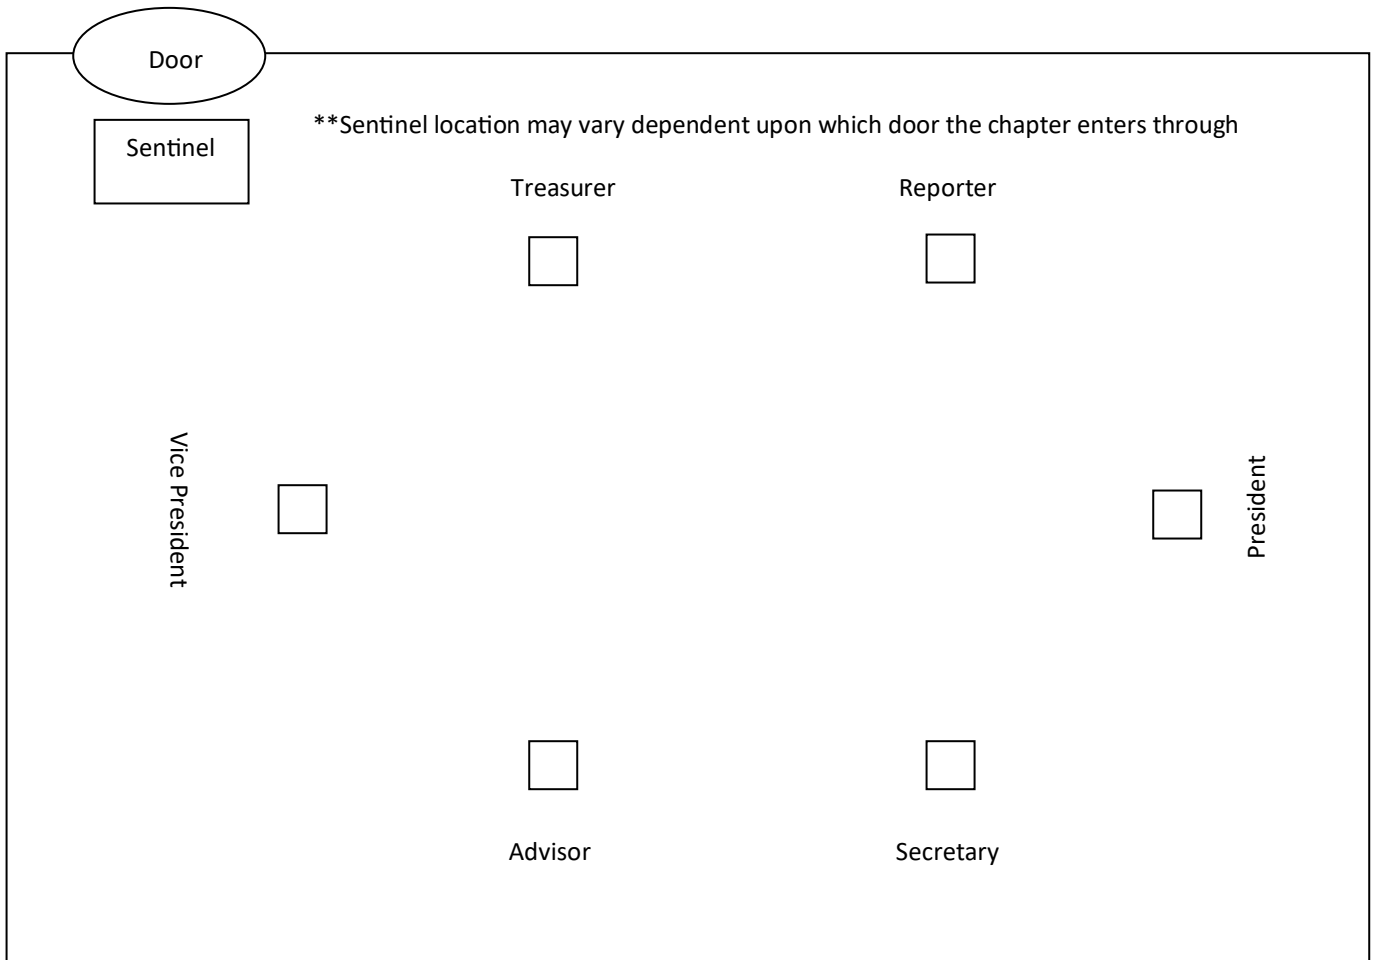 Door
Sentinel
**Sentinel location may vary dependent upon which door the chapter enters through
Treasurer
Reporter
Vice President
President
Advisor
Secretary